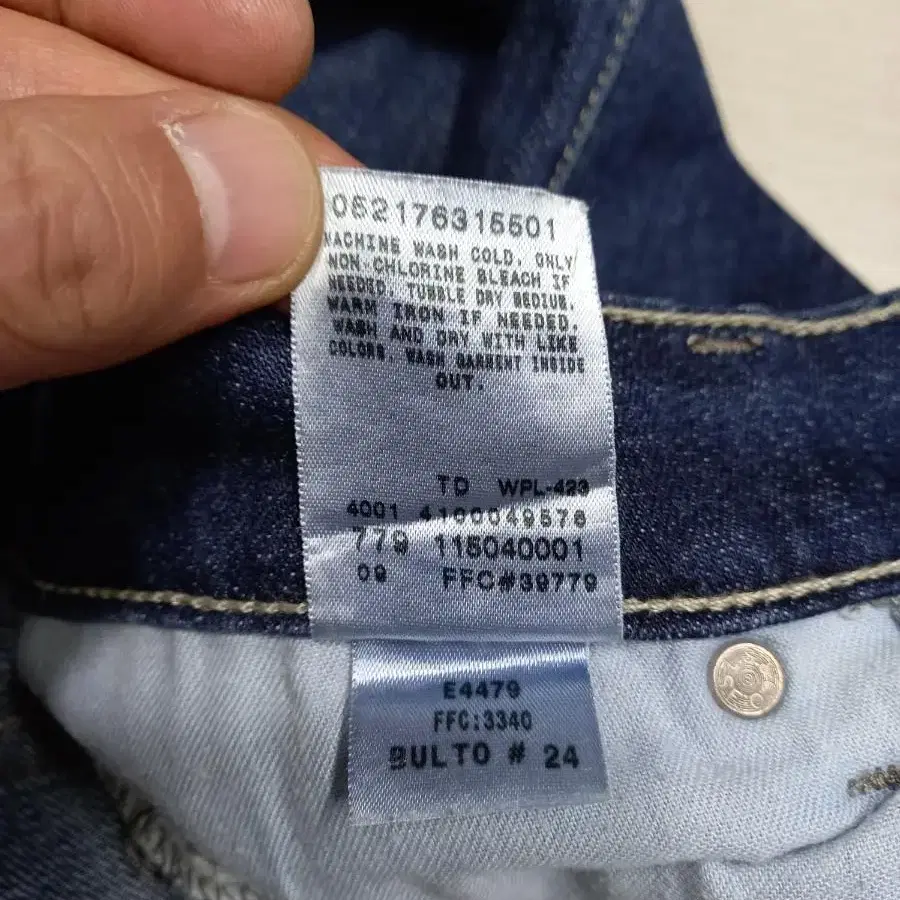 052176315501
MACHINE WASH COLD. ONLY
NON-CHLORINE BLEACH IF
NEEDED. TUMBLE DRY MEDIUM.
WARM IRON IF NEEDED.
WASH AND DRY WITH LIKE
COLORS. WASH GARMENT INSIDE
OUT.
TD WPL-423
4001 4100049578
779 115040001
09 FFC#39779
E4479
FFC:3340
BULTO # 24